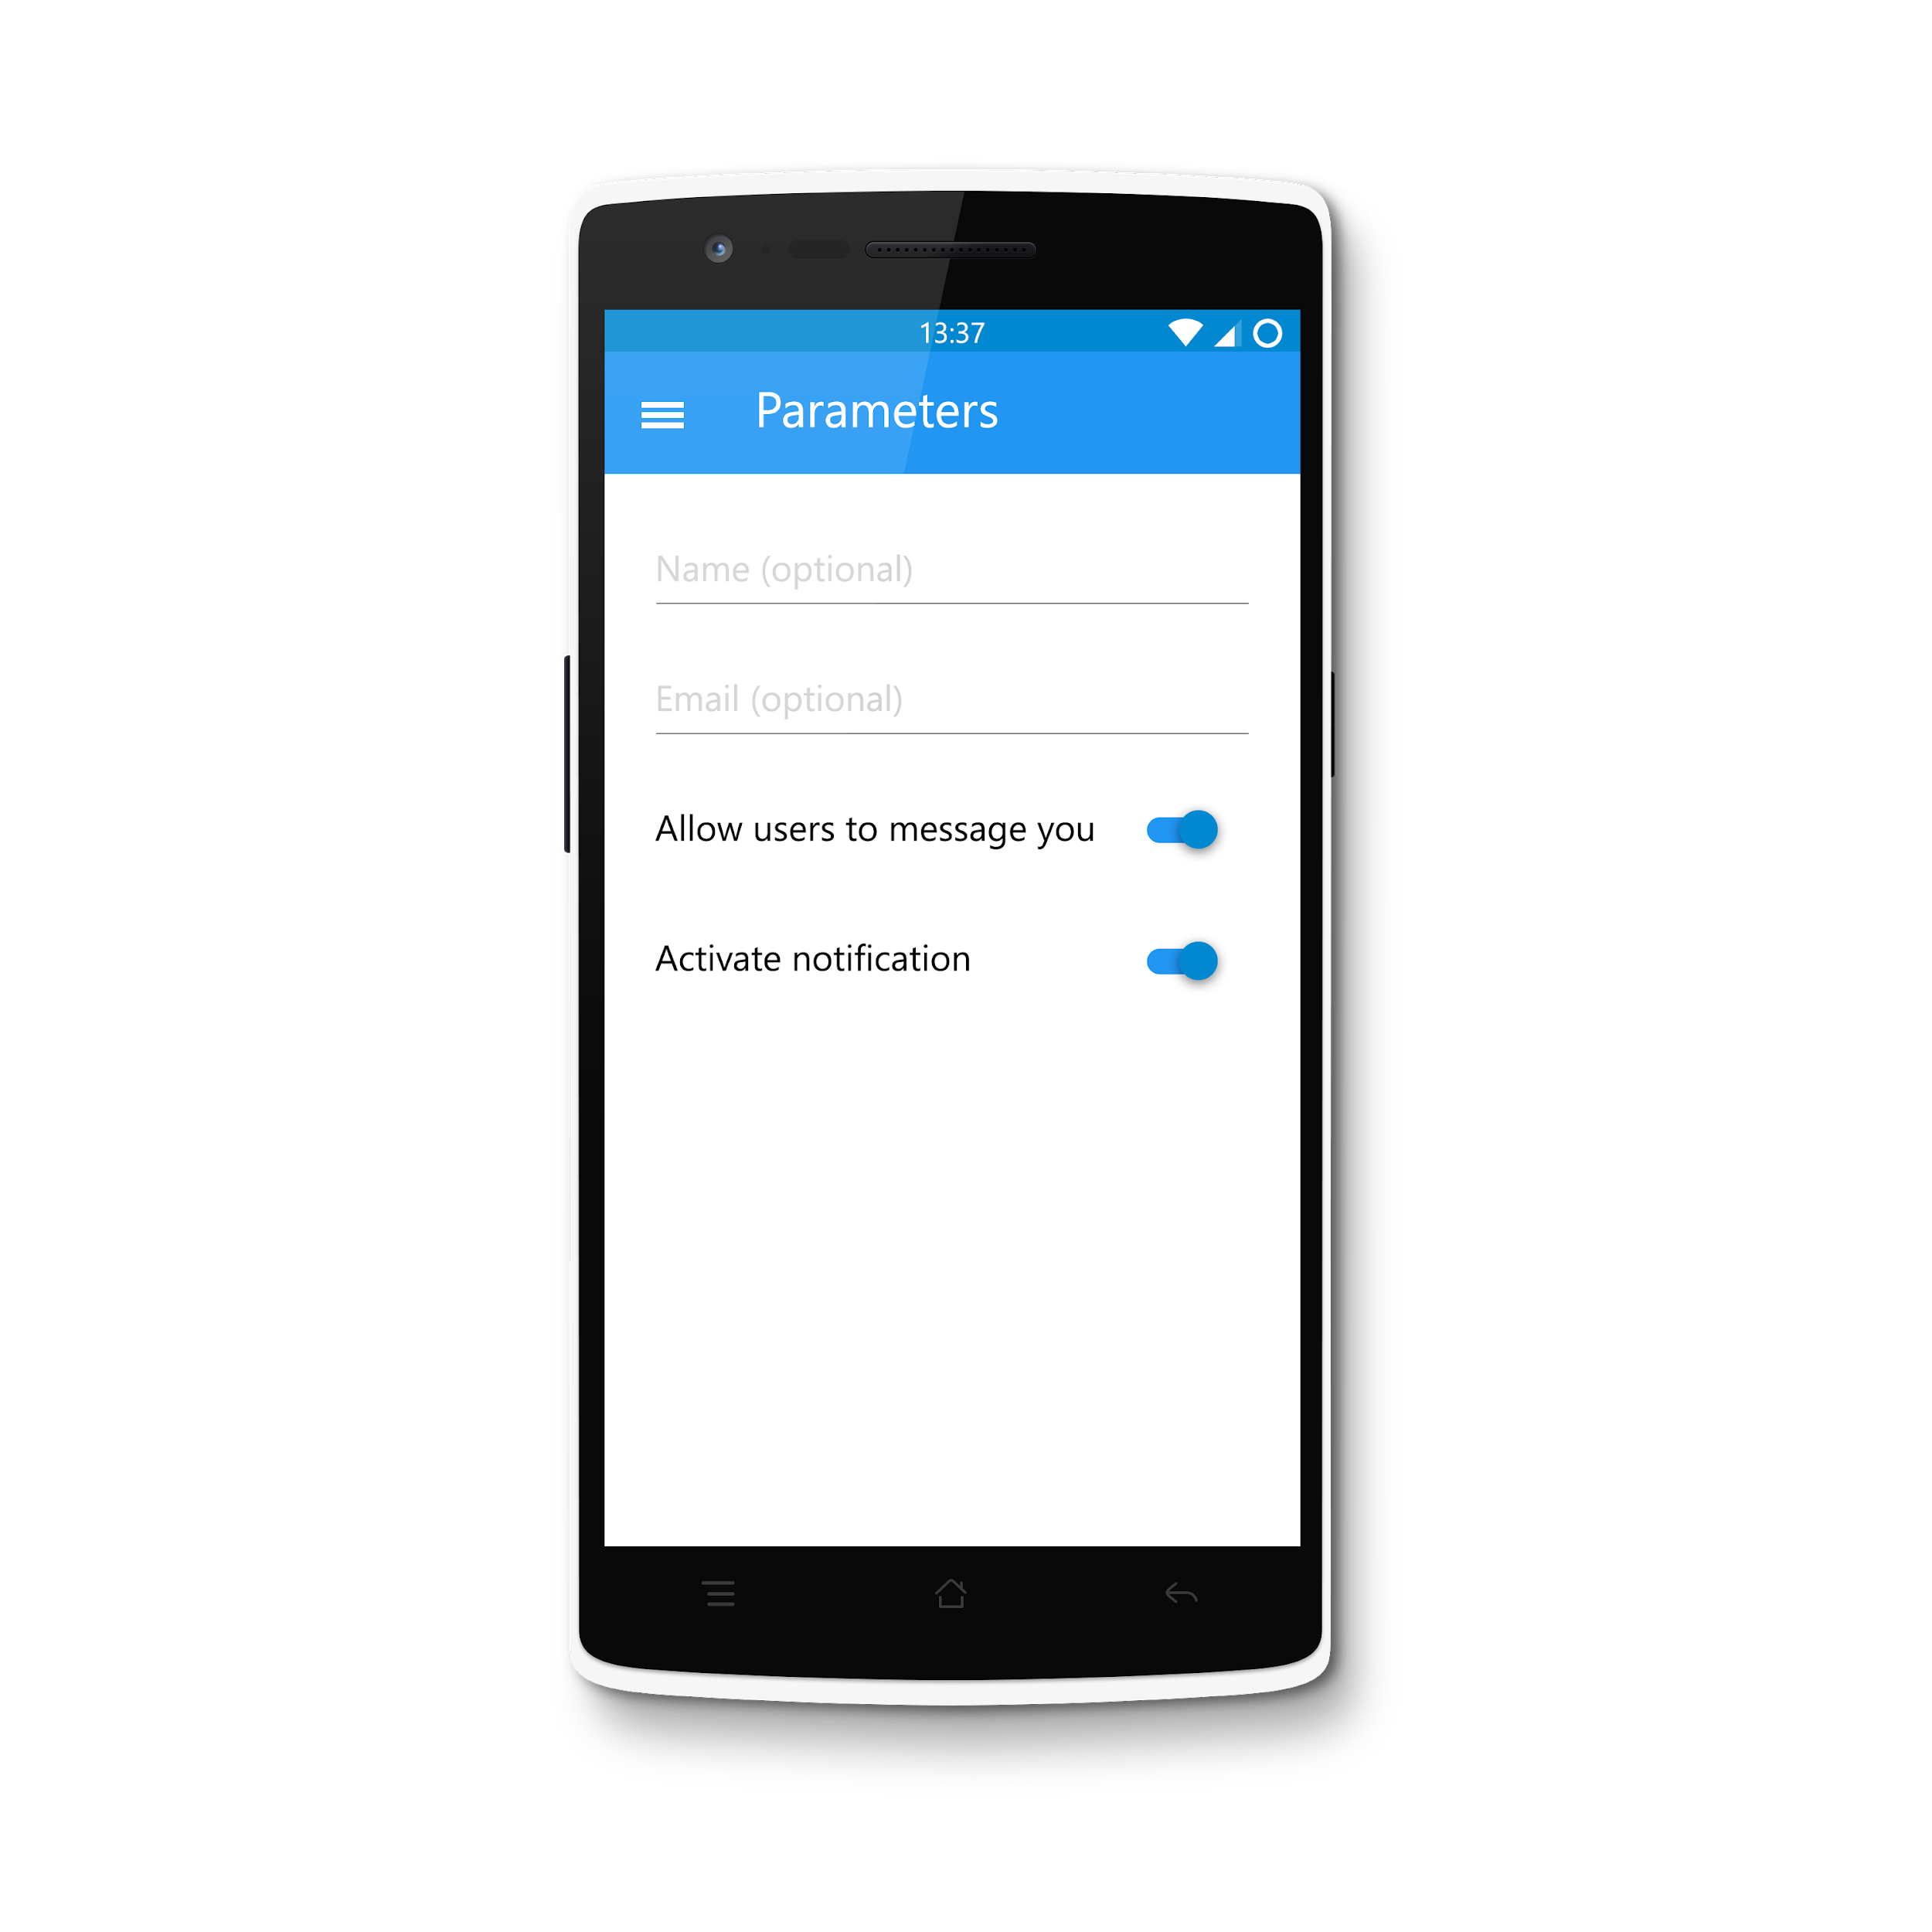 13:37
Parameters
Name (optional)
Email (optional)
Allow users to message you
Activate notification